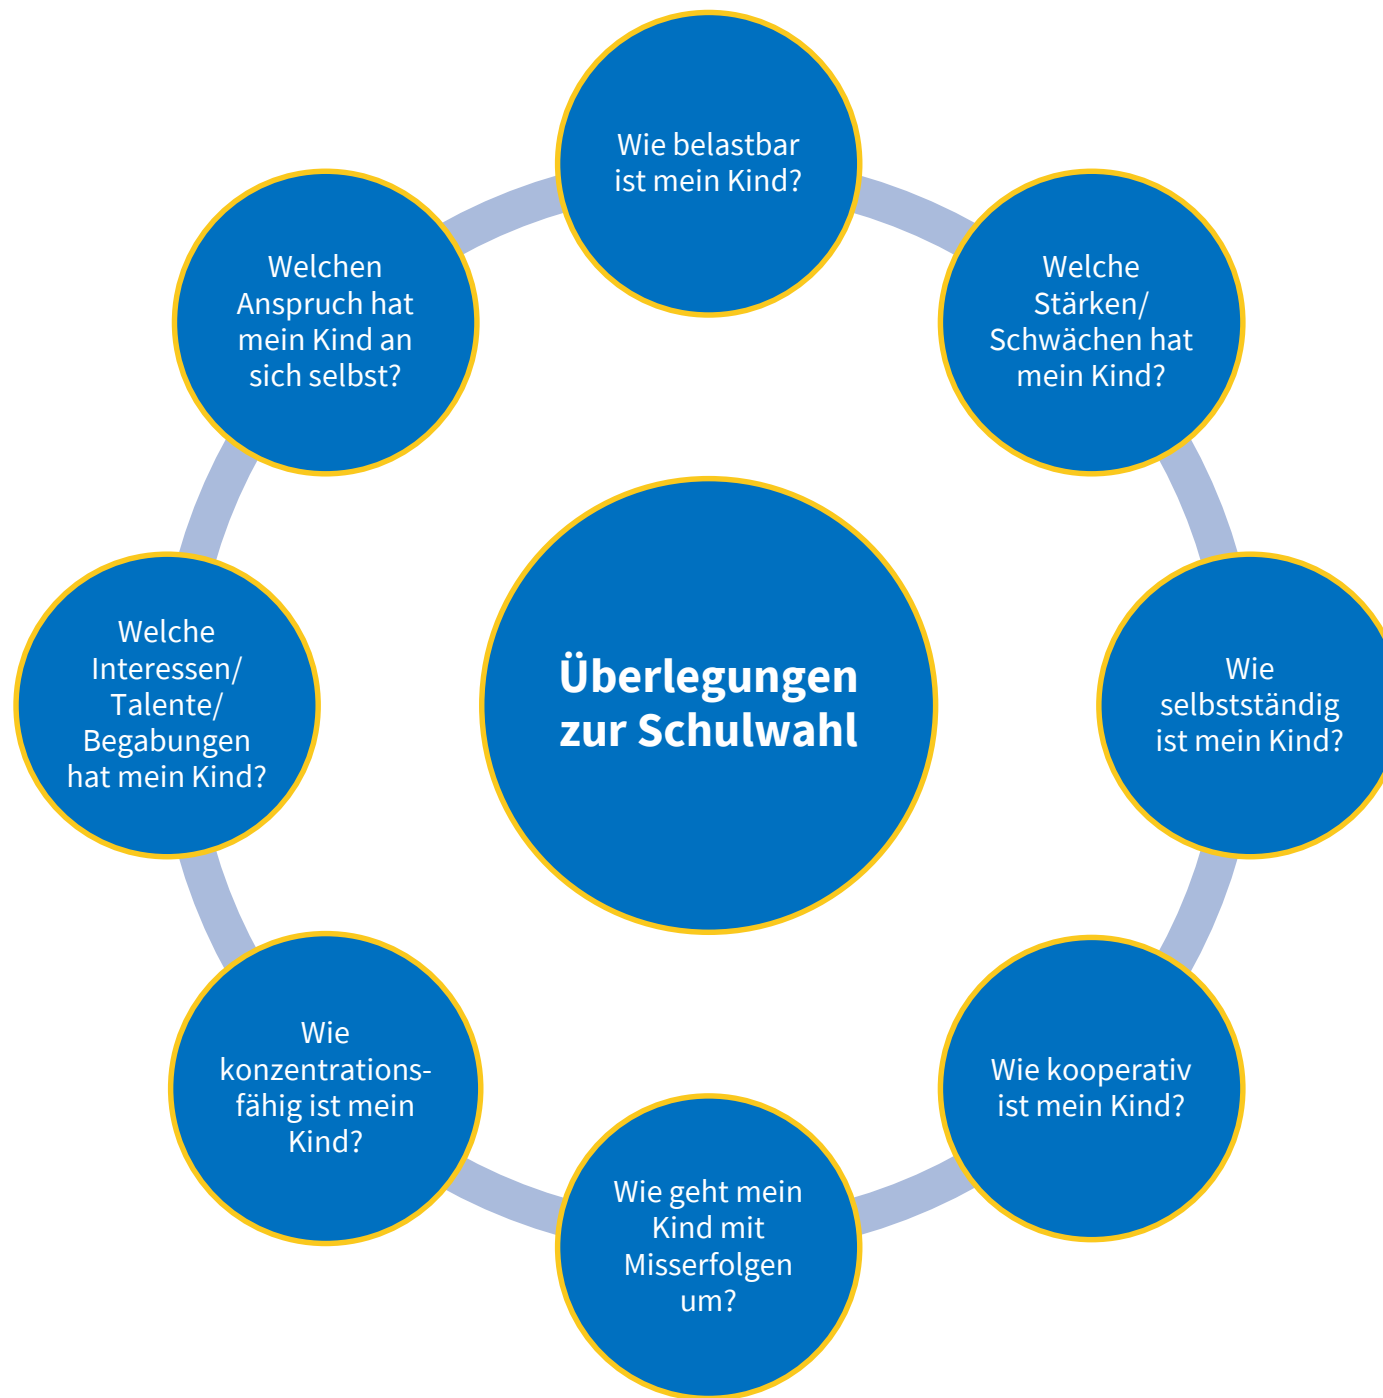 Wie belastbar
ist mein Kind?
Welche
Stärken/
Schwächen hat
mein Kind?
Wie
selbstständig
ist mein Kind?
Wie kooperativ
ist mein Kind?
Wie geht mein
Kind mit
Misserfolgen
um?
Wie
konzentrations-
fähig ist mein
Kind?
Welche
Interessen/
Talente/
Begabungen
hat mein Kind?
Welchen
Anspruch hat
mein Kind an
sich selbst?
Überlegungen
zur Schulwahl